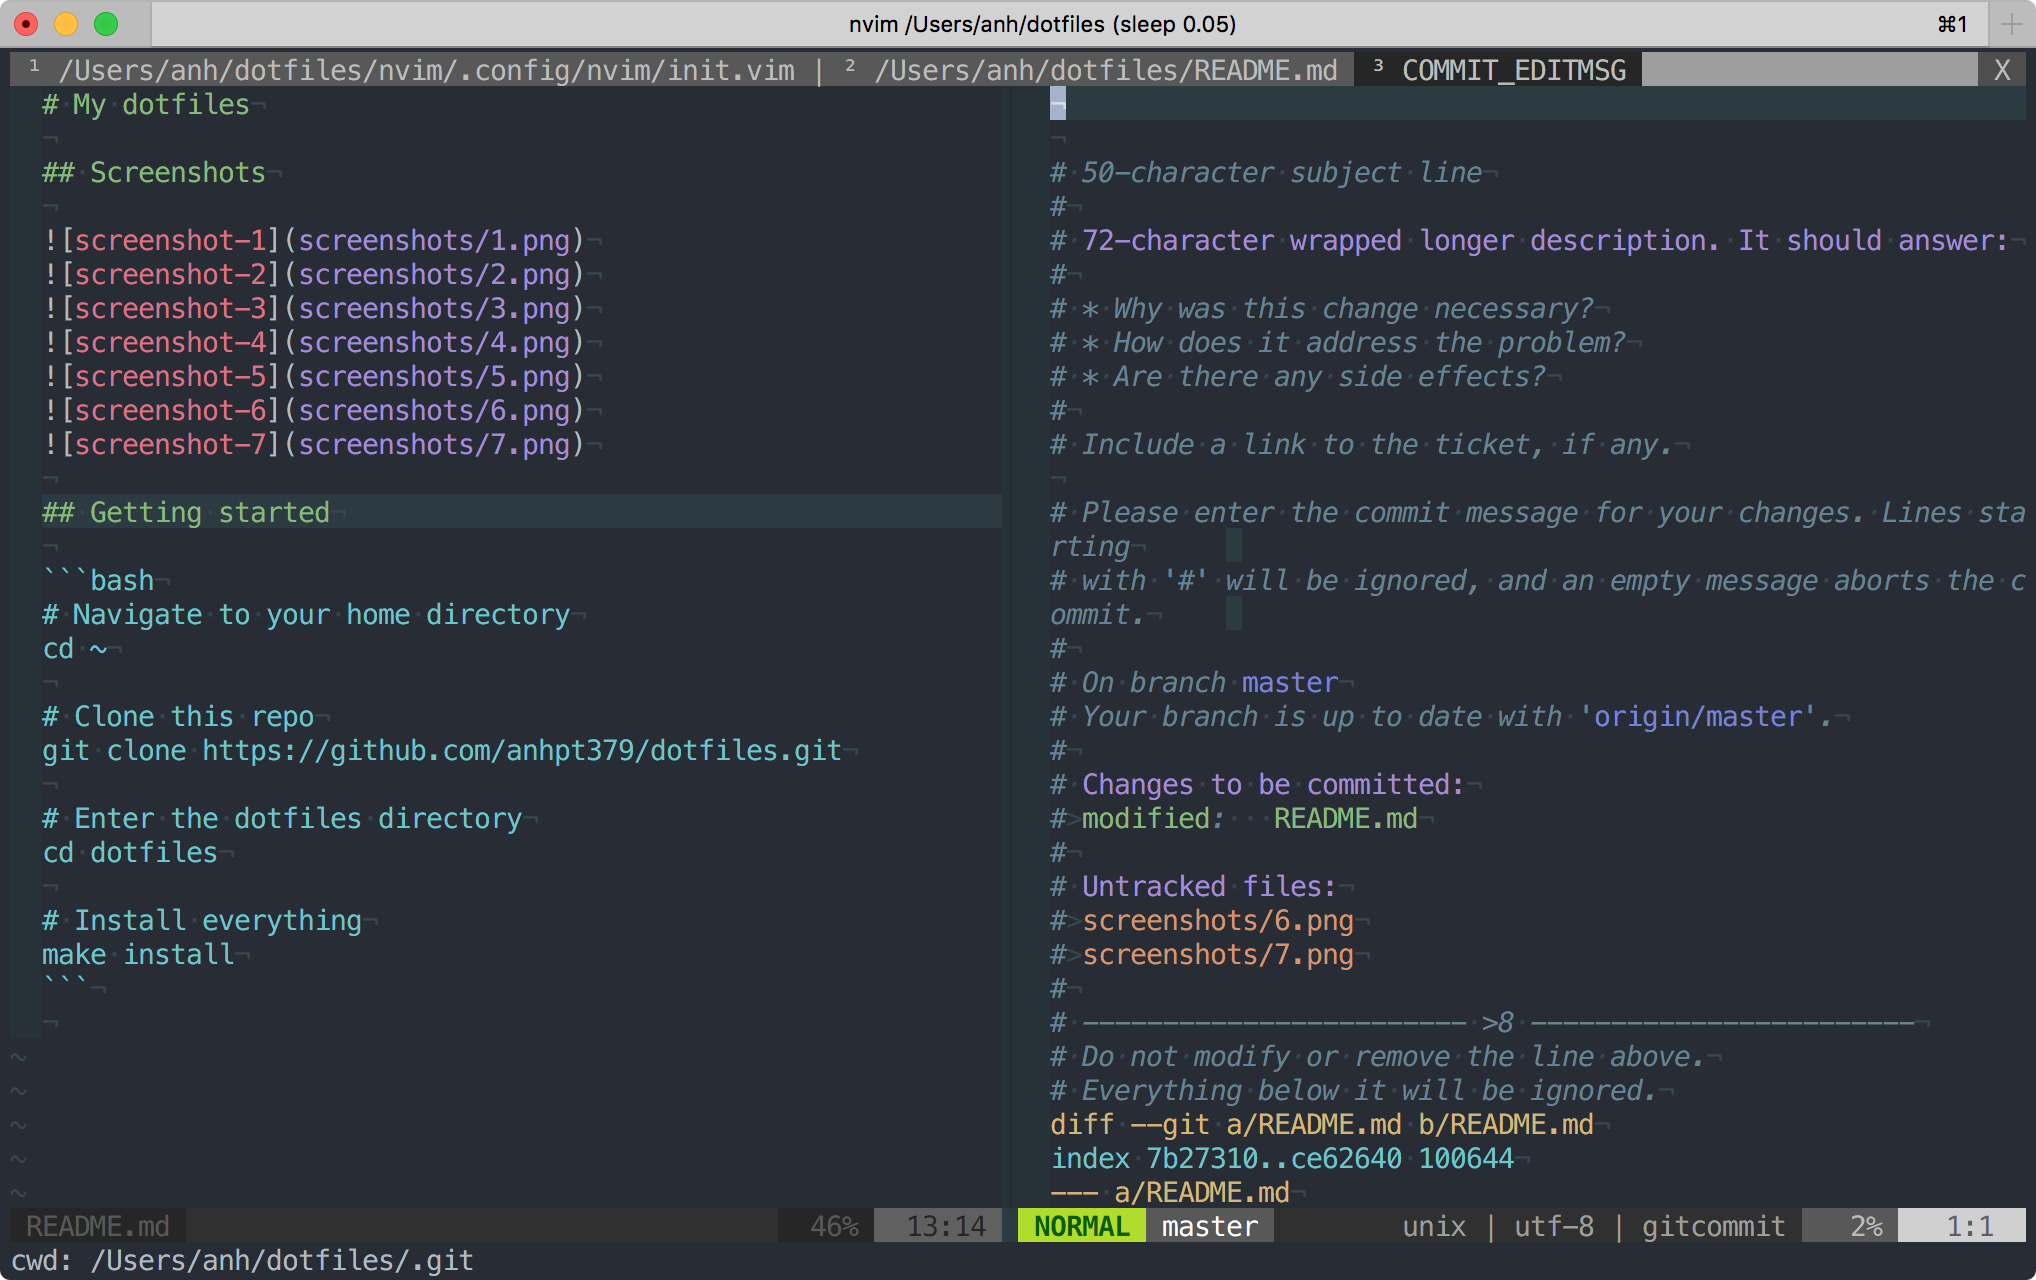 nvim /Users/anh/dotfiles (sleep 0.05) ⌘1
¹ /Users/anh/dotfiles/nvim/.config/nvim/init.vim | ² /Users/anh/dotfiles/README.md ³ COMMIT_EDITMSG X
# My dotfiles¬
¬
## Screenshots¬
¬
![screenshot-1](screenshots/1.png)¬
![screenshot-2](screenshots/2.png)¬
![screenshot-3](screenshots/3.png)¬
![screenshot-4](screenshots/4.png)¬
![screenshot-5](screenshots/5.png)¬
![screenshot-6](screenshots/6.png)¬
![screenshot-7](screenshots/7.png)¬
¬
## Getting started¬
¬
```bash¬
# Navigate to your home directory¬
cd ~¬
¬
# Clone this repo¬
git clone https://github.com/anhpt379/dotfiles.git¬
¬
# Enter the dotfiles directory¬
cd dotfiles¬
¬
# Install everything¬
make install¬
```¬
¬
~
~
~
~
~
README.md 46% 13:14
¬
¬
# 50-character subject line¬
#¬
# 72-character wrapped longer description. It should answer:¬
#¬
# * Why was this change necessary?¬
# * How does it address the problem?¬
# * Are there any side effects?¬
#¬
# Include a link to the ticket, if any.¬
¬
# Please enter the commit message for your changes. Lines sta
rting¬
# with '#' will be ignored, and an empty message aborts the c
ommit.¬
#¬
# On branch master¬
# Your branch is up to date with 'origin/master'.¬
#¬
# Changes to be committed:¬
#>modified:···README.md¬
#¬
# Untracked files:¬
#>screenshots/6.png¬
#>screenshots/7.png¬
#¬
# ------------------------ >8 ------------------------¬
# Do not modify or remove the line above.¬
# Everything below it will be ignored.¬
diff --git a/README.md b/README.md¬
index 7b27310..ce62640 100644¬
--- a/README.md¬
NORMAL master unix | utf-8 | gitcommit 2% 1:1
cwd: /Users/anh/dotfiles/.git